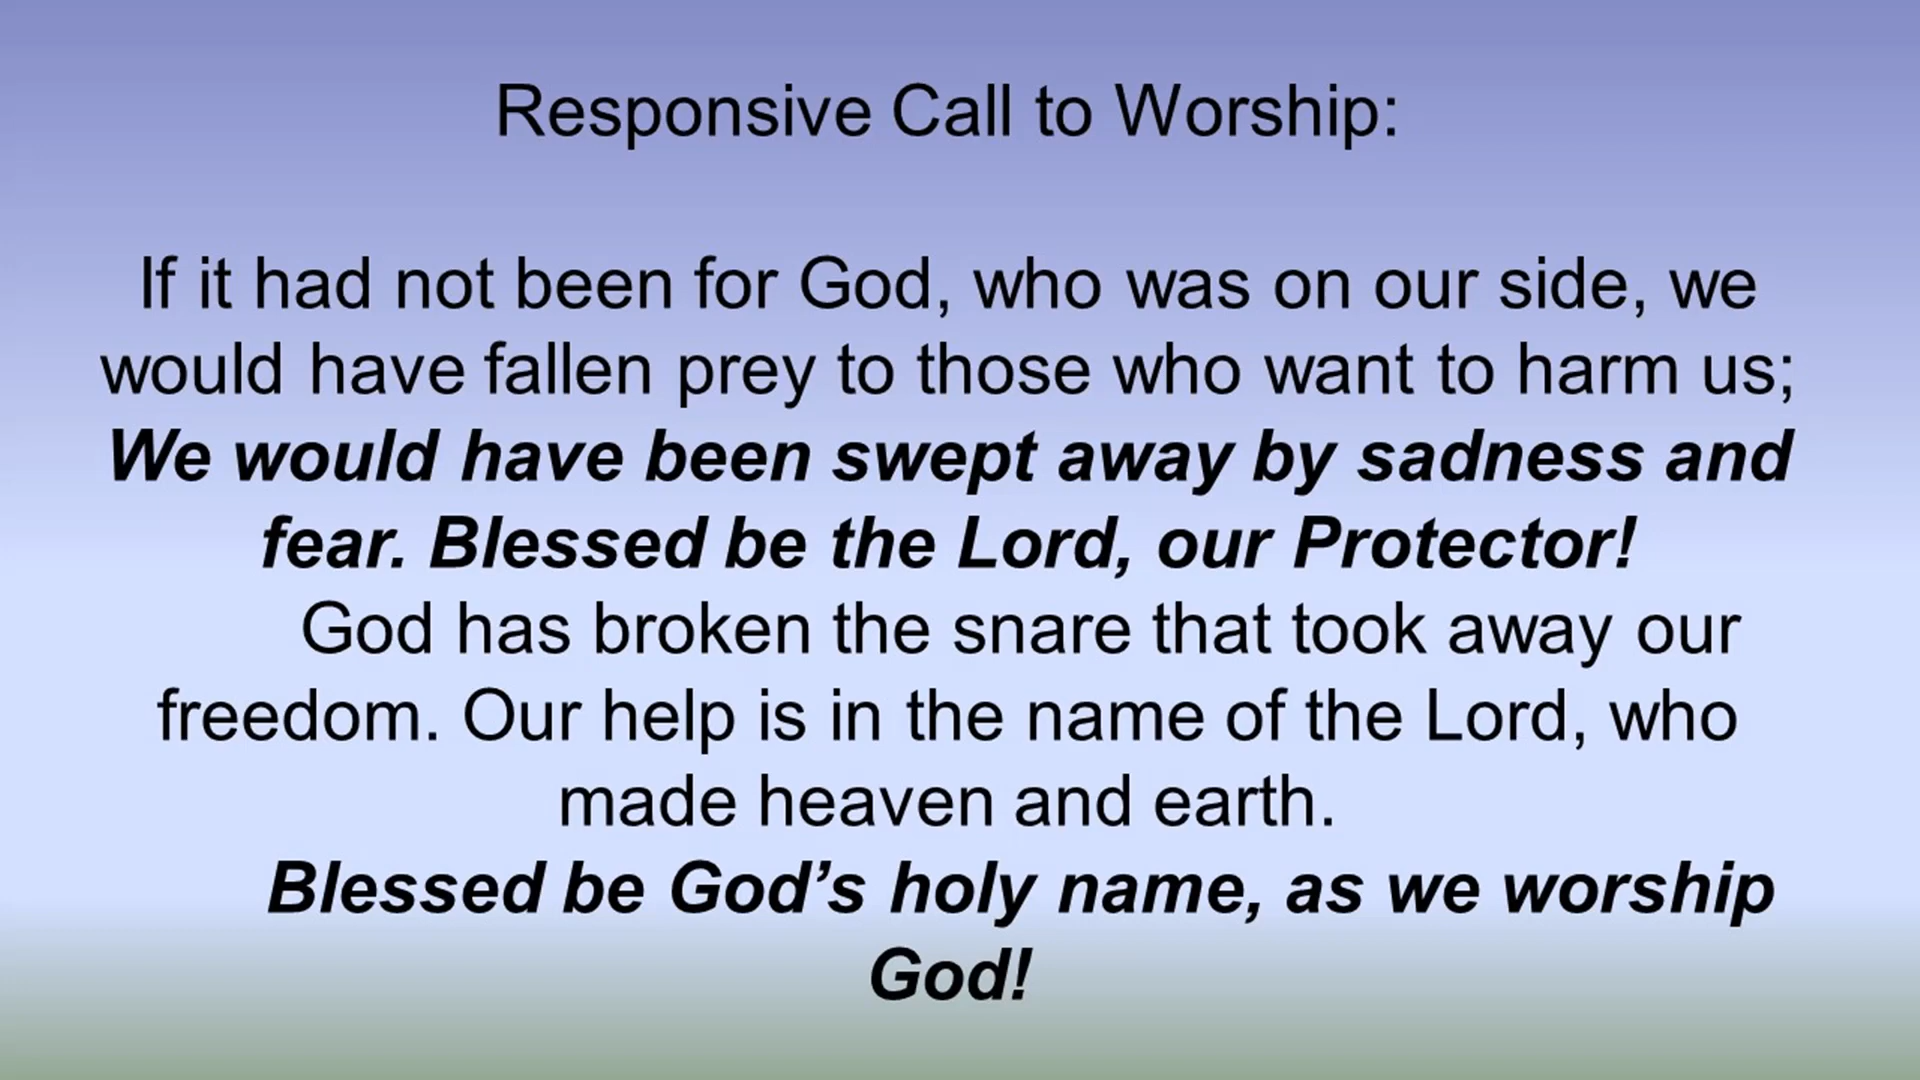 Responsive Call to Worship:
If it had not been for God, who was on our side, we
would have fallen prey to those who want to harm us;
We would have been swept away by sadness and
fear. Blessed be the Lord, our Protector!
God has broken the snare that took away our
freedom. Our help is in the name of the Lord, who
made heaven and earth.
Blessed be God’s holy name, as we worship
God!